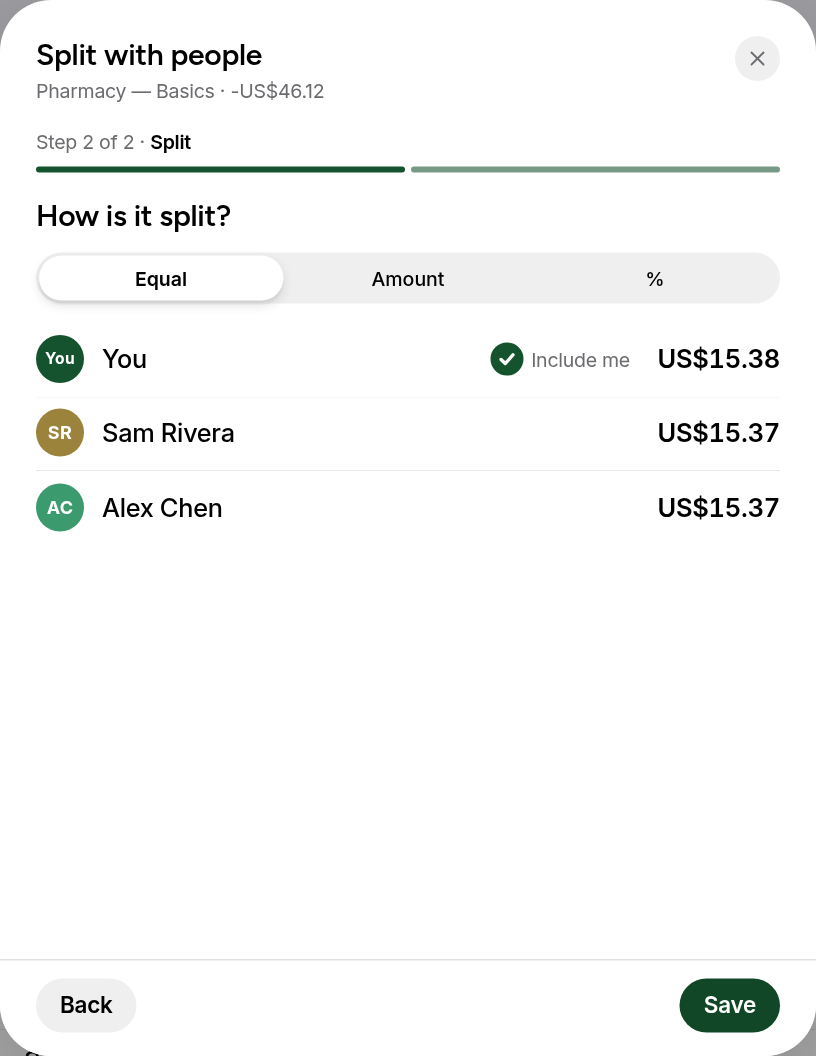 Split with people
Pharmacy — Basics · -US$46.12
Step 2 of 2 · Split
How is it split?
Equal Amount %
You You Include me US$15.38
SR Sam Rivera US$15.37
AC Alex Chen US$15.37
Back Save